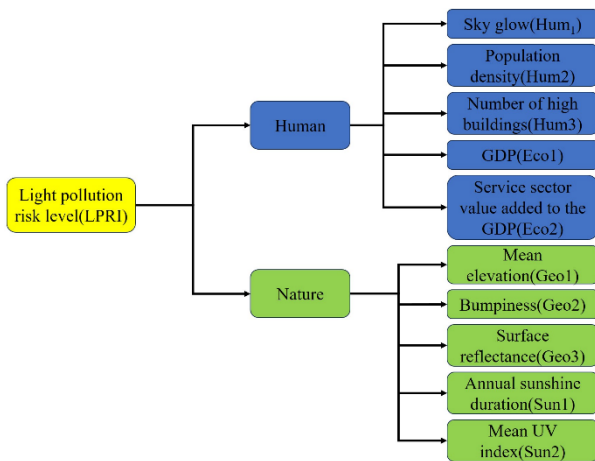 Sky glow(Hum₁)
Population
density(Hum2)
Number of high
buildings(Hum3)
GDP(Eco1)
Service sector
value added to the
GDP(Eco2)
Human
Light pollution
risk level(LPRI)
Nature
Mean
elevation(Geo1)
Bumpiness(Geo2)
Surface
reflectance(Geo3)
Annual sunshine
duration(Sun1)
Mean UV
index(Sun2)